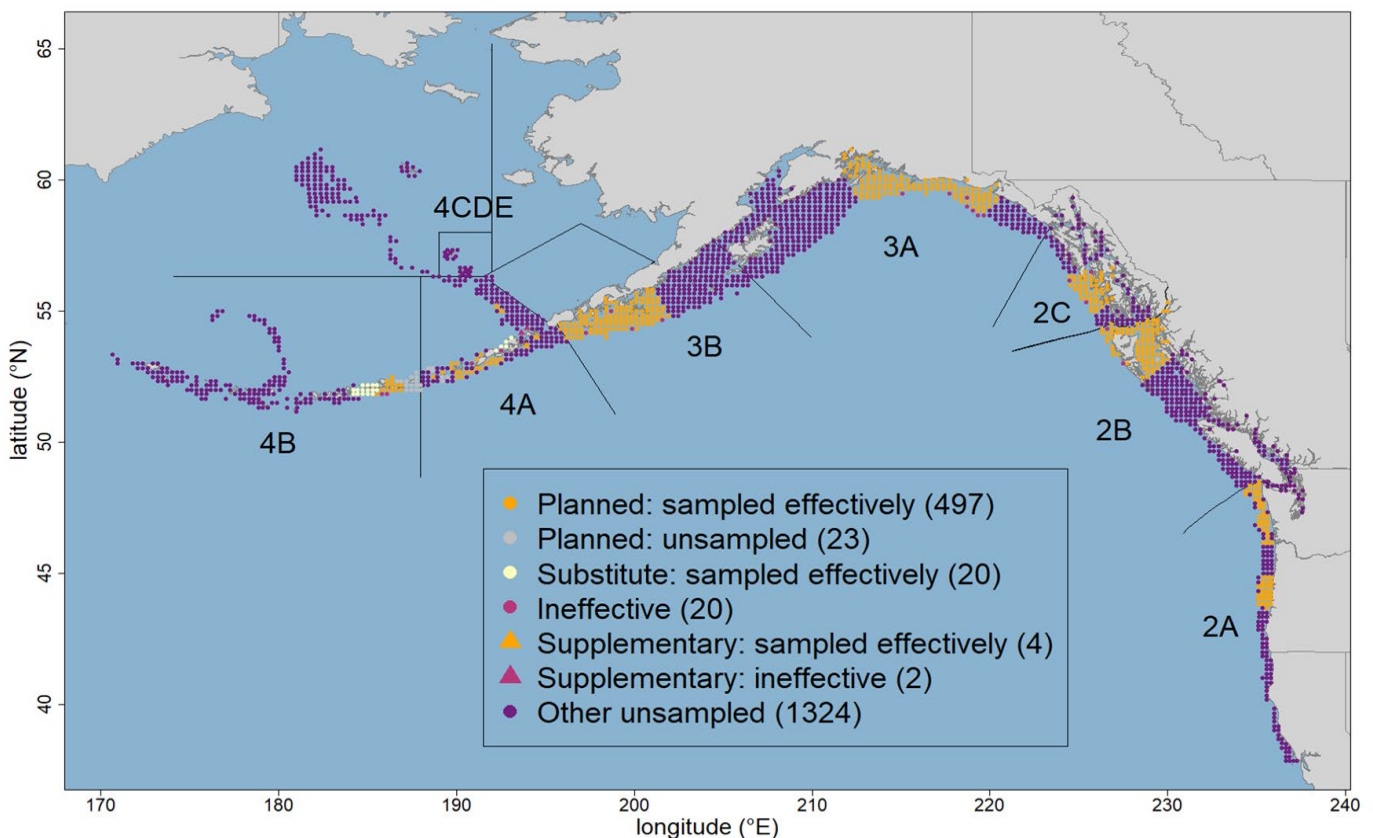 65
60
55
50
45
40
latitude (°N)
4CDE
3A
2C
3B
4A
4B
2B
2A
Planned: sampled effectively (497)
Planned: unsampled (23)
Substitute: sampled effectively (20)
Ineffective (20)
Supplementary: sampled effectively (4)
Supplementary: ineffective (2)
Other unsampled (1324)
170 180 190 200 210 220 230 240
longitude (°E)